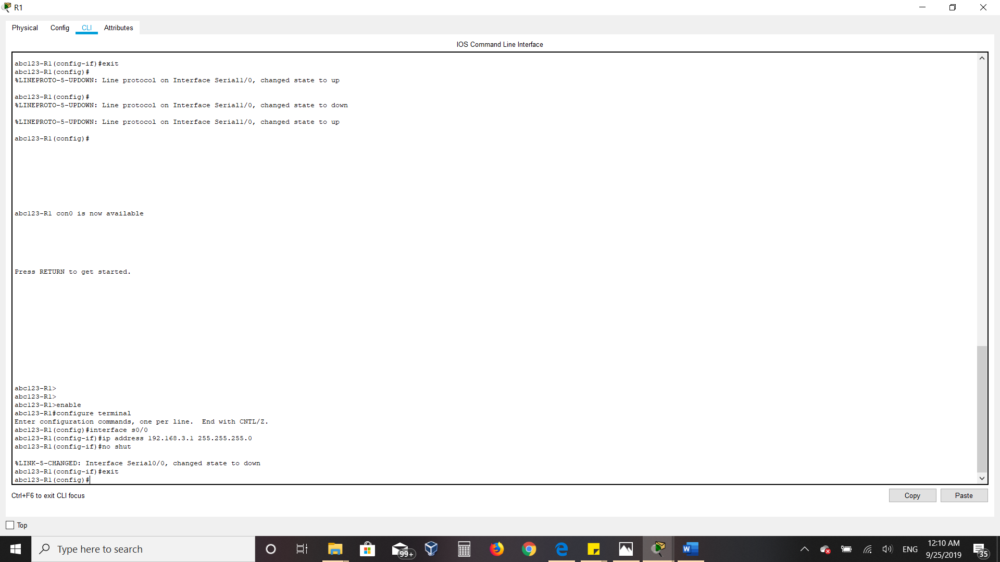 R1
Physical Config CLI Attributes
IOS Command Line Interface
abc123-R1(config-if)#exit
abc123-R1(config)#
%LINEPROTO-5-UPDOWN: Line protocol on Interface Serial1/0, changed state to up
abc123-R1(config)#
%LINEPROTO-5-UPDOWN: Line protocol on Interface Serial1/0, changed state to down
%LINEPROTO-5-UPDOWN: Line protocol on Interface Serial1/0, changed state to up
abc123-R1(config)#
abc123-R1 con0 is now available
Press RETURN to get started.
abc123-R1>
abc123-R1>
abc123-R1>enable
abc123-R1#configure terminal
Enter configuration commands, one per line.  End with CNTL/Z.
abc123-R1(config)#interface s0/0
abc123-R1(config-if)#ip address 192.168.3.1 255.255.255.0
abc123-R1(config-if)#no shut
%LINK-5-CHANGED: Interface Serial0/0, changed state to down
abc123-R1(config-if)#exit
abc123-R1(config)#
Ctrl+F6 to exit CLI focus
Copy Paste
Top
Type here to search
99+
W
ENG
12:10 AM
9/25/2019
35